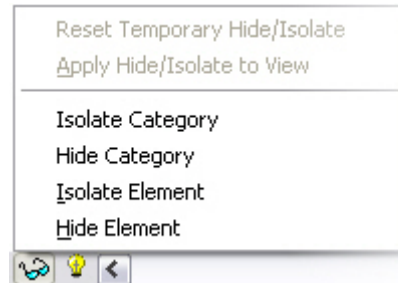 Reset Temporary Hide/Isolate
Apply Hide/Isolate to View
Isolate Category
Hide Category
Isolate Element
Hide Element